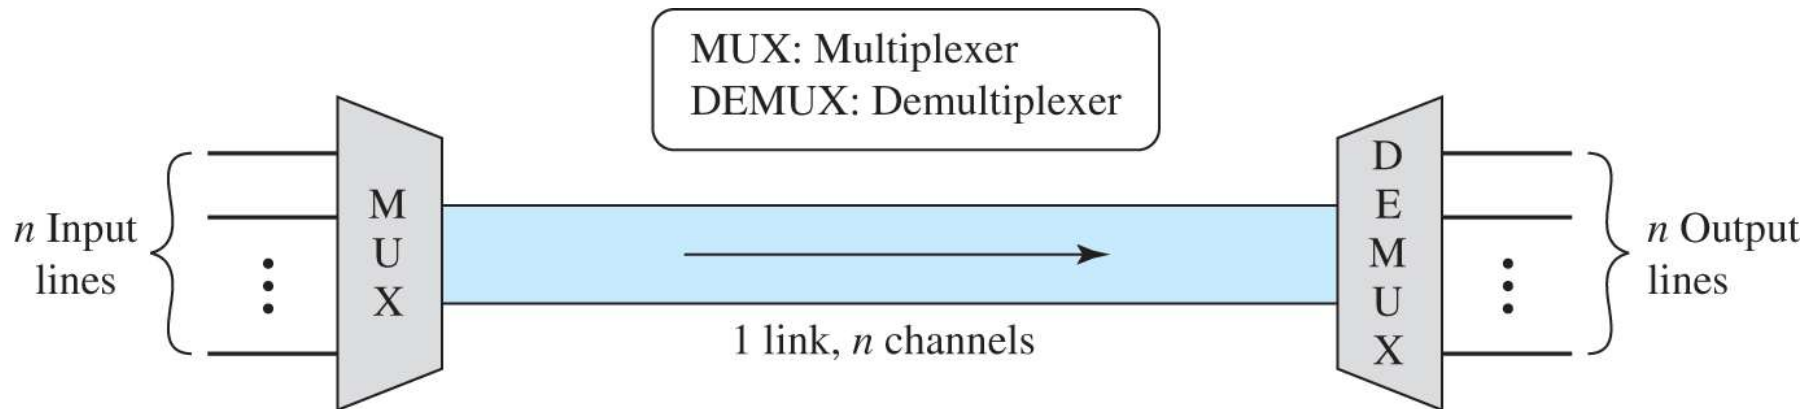 MUX: Multiplexer
DEMUX: Demultiplexer
n Input
lines
M
U
X
1 link, n channels
D
E
M
U
X
n Output
lines